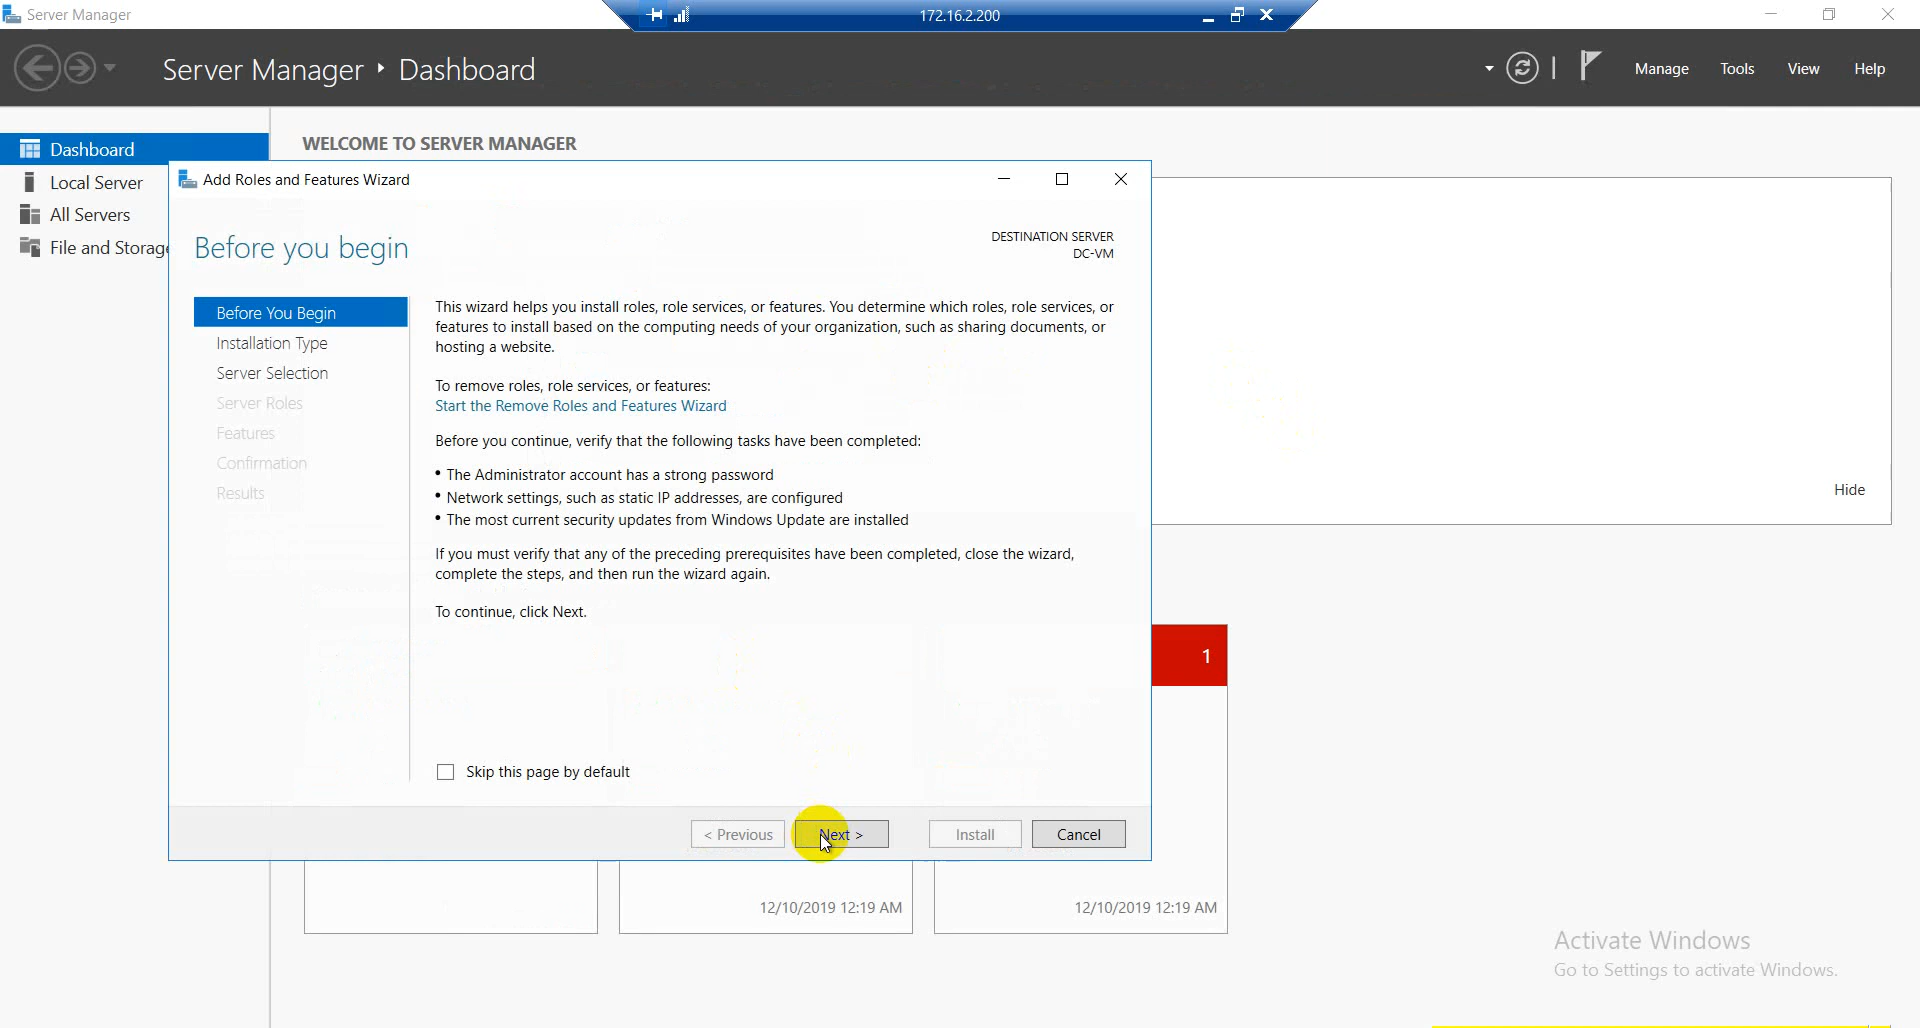 Server Manager
172.16.2.200
Server Manager ‣ Dashboard
Manage
Tools
View
Help
Dashboard
Local Server
All Servers
File and Storage
WELCOME TO SERVER MANAGER
Add Roles and Features Wizard
Before you begin
DESTINATION SERVER
DC-VM
Before You Begin
Installation Type
Server Selection
Server Roles
Features
Confirmation
Results
This wizard helps you install roles, role services, or features. You determine which roles, role services, or
features to install based on the computing needs of your organization, such as sharing documents, or
hosting a website.
To remove roles, role services, or features:
Start the Remove Roles and Features Wizard
Before you continue, verify that the following tasks have been completed:
• The Administrator account has a strong password
• Network settings, such as static IP addresses, are configured
• The most current security updates from Windows Update are installed
If you must verify that any of the preceding prerequisites have been completed, close the wizard,
complete the steps, and then run the wizard again.
To continue, click Next.
Skip this page by default
< Previous
Next >
Install
Cancel
Hide
1
12/10/2019 12:19 AM
12/10/2019 12:19 AM
Activate Windows
Go to Settings to activate Windows.